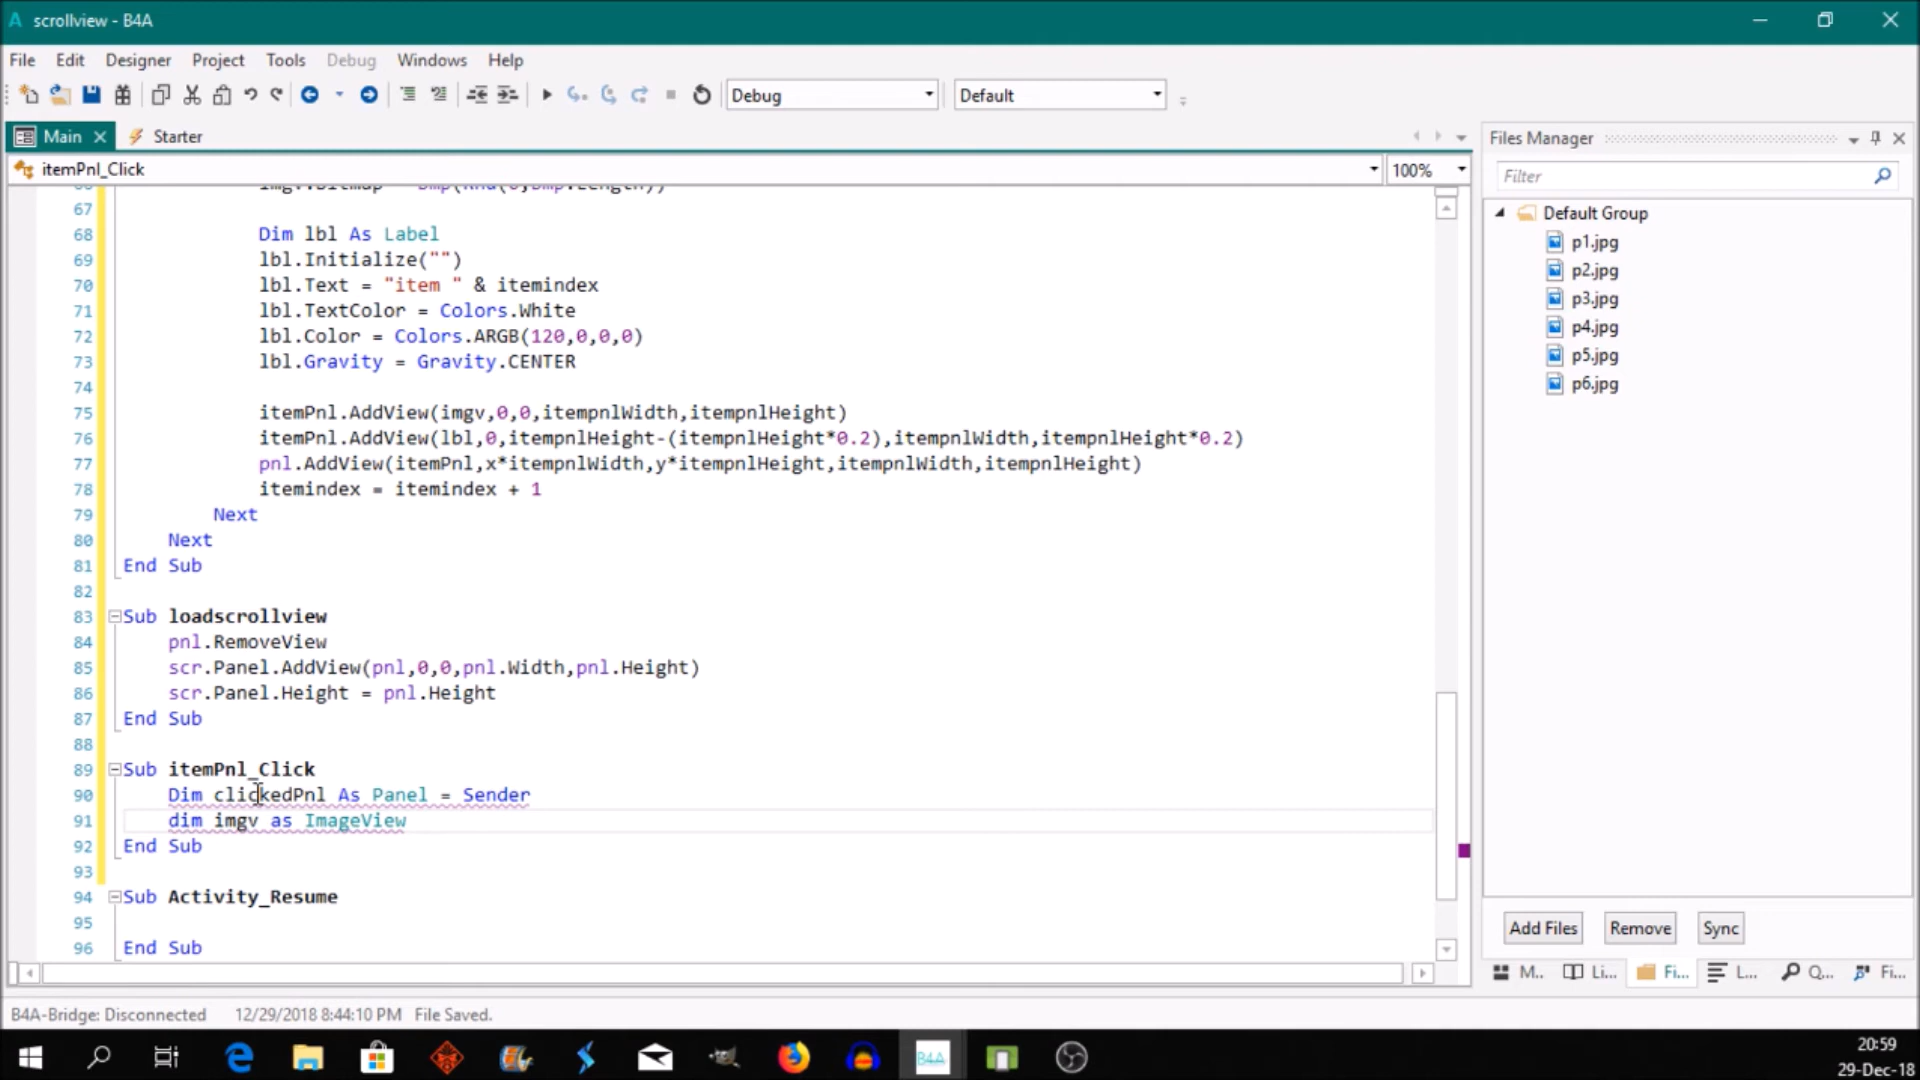 scrollview - B4A
File Edit Designer Project Tools Debug Windows Help
Debug Default
Main Starter
itemPnl_Click 100%
67
68 Dim lbl As Label
69 lbl.Initialize("")
70 lbl.Text = "item " & itemindex
71 lbl.TextColor = Colors.White
72 lbl.Color = Colors.ARGB(120,0,0,0)
73 lbl.Gravity = Gravity.CENTER
74
75 itemPnl.AddView(imgv,0,0,itempnlWidth,itempnlHeight)
76 itemPnl.AddView(lbl,0,itempnlHeight-(itempnlHeight*0.2),itempnlWidth,itempnlHeight*0.2)
77 pnl.AddView(itemPnl,x*itempnlWidth,y*itempnlHeight,itempnlWidth,itempnlHeight)
78 itemindex = itemindex + 1
79 Next
80 Next
81 End Sub
82
83 Sub loadscrollview
84 pnl.RemoveView
85 scr.Panel.AddView(pnl,0,0,pnl.Width,pnl.Height)
86 scr.Panel.Height = pnl.Height
87 End Sub
88
89 Sub itemPnl_Click
90 Dim clickedPnl As Panel = Sender
91 dim imgv as ImageView
92 End Sub
93
94 Sub Activity_Resume
95
96 End Sub
Files Manager
Filter
Default Group
p1.jpg
p2.jpg
p3.jpg
p4.jpg
p5.jpg
p6.jpg
Add Files Remove Sync
M.. Li... Fi... L... Q... Fi...
B4A-Bridge: Disconnected 12/29/2018 8:44:10 PM File Saved.
B4A
20:59
29-Dec-18